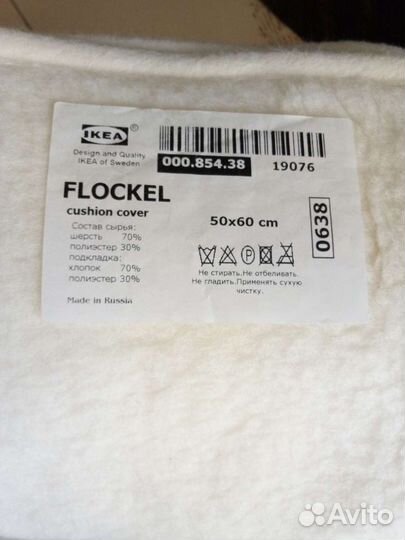 IKEA ®
Design and Quality
IKEA of Sweden
000.854.38
19076
FLOCKEL
cushion cover
50x60 cm
0638
Состав сырья:
шерсть 70%
полиэстер 30%
подкладка:
хлопок 70%
полиэстер 30%
P
Не стирать.Не отбеливать.
Не гладить.Применять сухую
чистку.
Made in Russia
Avito